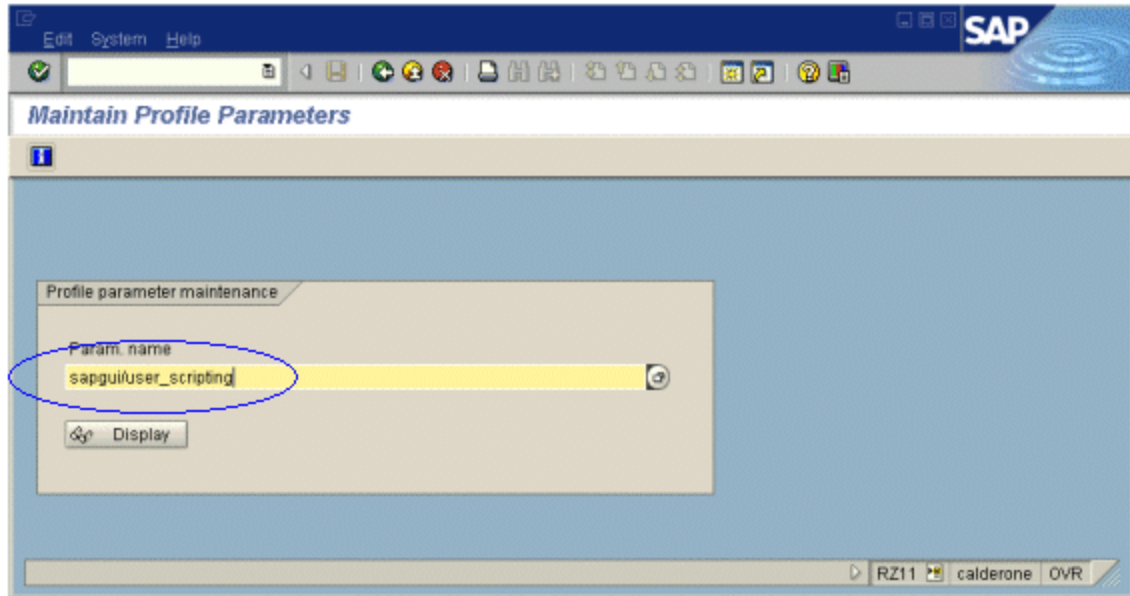 Edit System Help
SAP
Maintain Profile Parameters
Profile parameter maintenance
Param. name
sapgui/user_scripting
Display
RZ11 calderone OVR